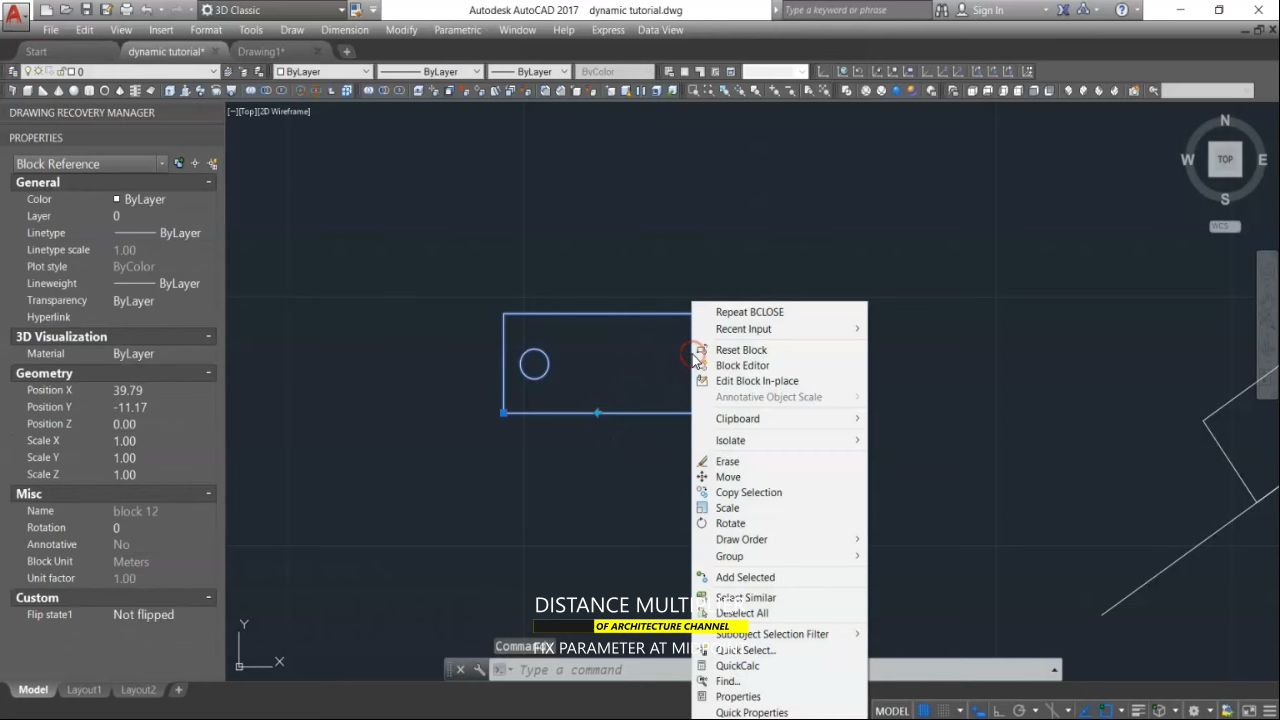 Autodesk AutoCAD 2017 dynamic tutorial.dwg
3D Classic
Type a keyword or phrase
Sign In
File Edit View Insert Format Tools Draw Dimension Modify Parametric Window Help Express Data View
Start dynamic tutorial* Drawing1*
0 ByLayer ByLayer ByLayer ByColor
DRAWING RECOVERY MANAGER
[−][Top][2D Wireframe]
PROPERTIES
Block Reference
General
Color ByLayer
Layer 0
Linetype ByLayer
Linetype scale 1.00
Plot style ByColor
Lineweight ByLayer
Transparency ByLayer
Hyperlink
3D Visualization
Material ByLayer
Geometry
Position X 39.79
Position Y -11.17
Position Z 0.00
Scale X 1.00
Scale Y 1.00
Scale Z 1.00
Misc
Name block 12
Rotation 0
Annotative No
Block Unit Meters
Unit factor 1.00
Custom
Flip state1 Not flipped
N
W TOP E
S
WCS
Repeat BCLOSE
Recent Input
Reset Block
Block Editor
Edit Block In-place
Annotative Object Scale
Clipboard
Isolate
Erase
Move
Copy Selection
Scale
Rotate
Draw Order
Group
Add Selected
Select Similar
Deselect All
Subobject Selection Filter
Quick Select...
QuickCalc
Find...
Properties
Quick Properties
DISTANCE MULTIPLIER
OF ARCHITECTURE CHANNEL
FIX PARAMETER AT
Y
X
Command:
Type a command
Model Layout1 Layout2
MODEL